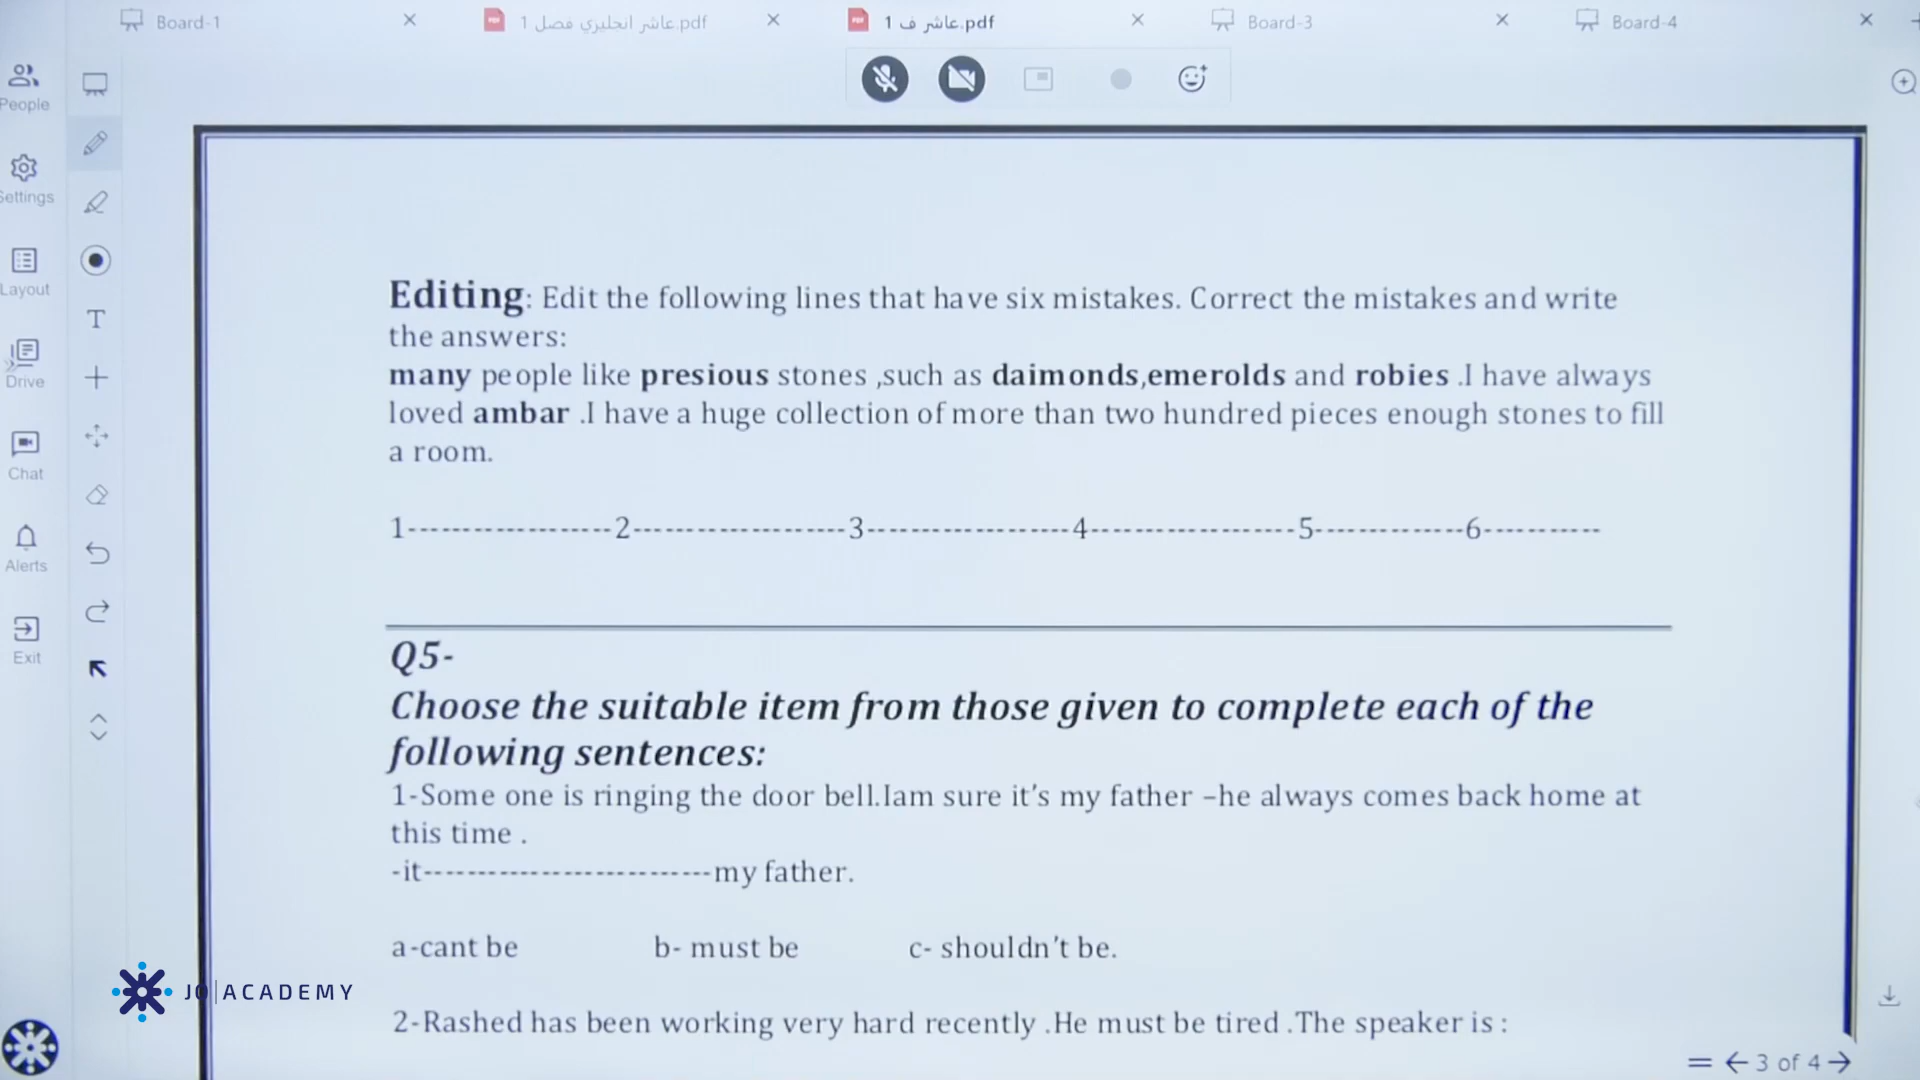 Board-1
عاشر انجليزي فصل 1.pdf
عاشر ف 1.pdf
Board-3
Board-4
People
Settings
Layout
Drive
Chat
Alerts
Exit
T
Editing: Edit the following lines that have six mistakes. Correct the mistakes and write
the answers:
many people like presious stones ,such as daimonds,emerolds and robies .I have always
loved ambar .I have a huge collection of more than two hundred pieces enough stones to fill
a room.
1-------------------2--------------------3-------------------4-------------------5--------------6-----------
Q5-
Choose the suitable item from those given to complete each of the
following sentences:
1-Some one is ringing the door bell.Iam sure it's my father –he always comes back home at
this time .
-it---------------------------my father.
a-cant be b- must be c- shouldn't be.
2-Rashed has been working very hard recently .He must be tired .The speaker is :
JO|ACADEMY
3 of 4